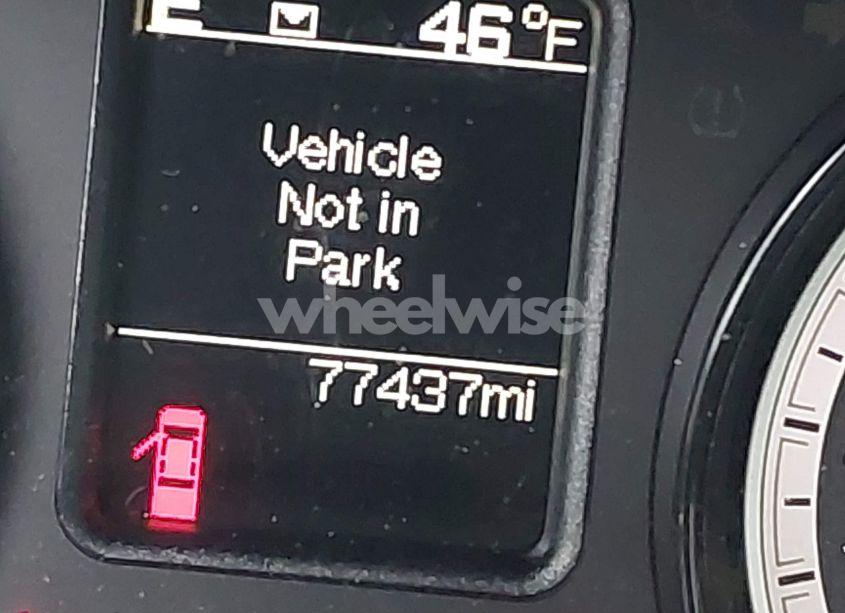 E 46°F
Vehicle
Not in
Park
wheelwise
77437mi